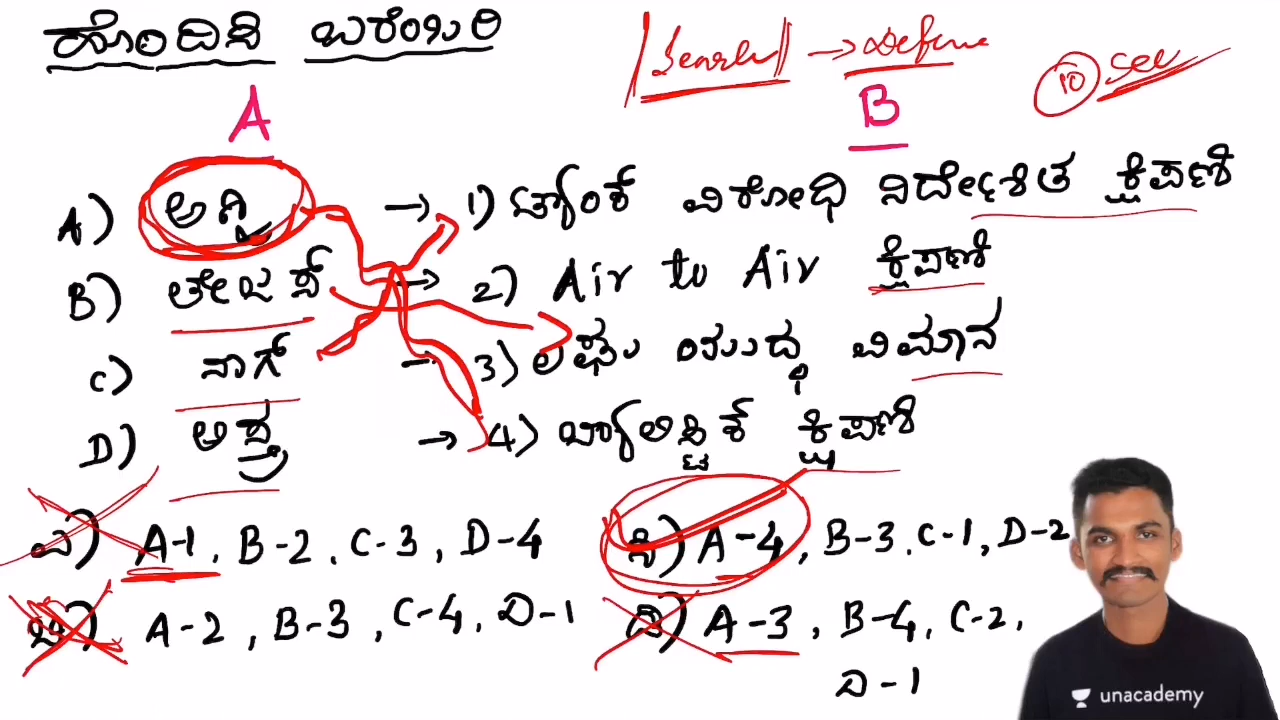 ಹೊಂದಿಸಿ ಬರೆಯಿರಿ
Search → Defence
10 sec
A
B
A) ಅಗ್ನಿ → 1) ಟ್ಯಾಂಕ್ ವಿರೋಧಿ ನಿರ್ದೇಶಿತ ಕ್ಷಿಪಣಿ
B) ತೇಜಸ್ → 2) Air to Air ಕ್ಷಿಪಣಿ
C) ನಾಗ್ → 3) ಲಘು ಯುದ್ಧ ವಿಮಾನ
D) ಅಸ್ತ್ರ → 4) ಬ್ಯಾಲಿಸ್ಟಿಕ್ ಕ್ಷಿಪಣಿ
ಎ) A-1, B-2, C-3, D-4
ಸಿ) A-4, B-3, C-1, D-2
ಬಿ) A-2, B-3, C-4, D-1
ಡಿ) A-3, B-4, C-2,
D-1
unacademy